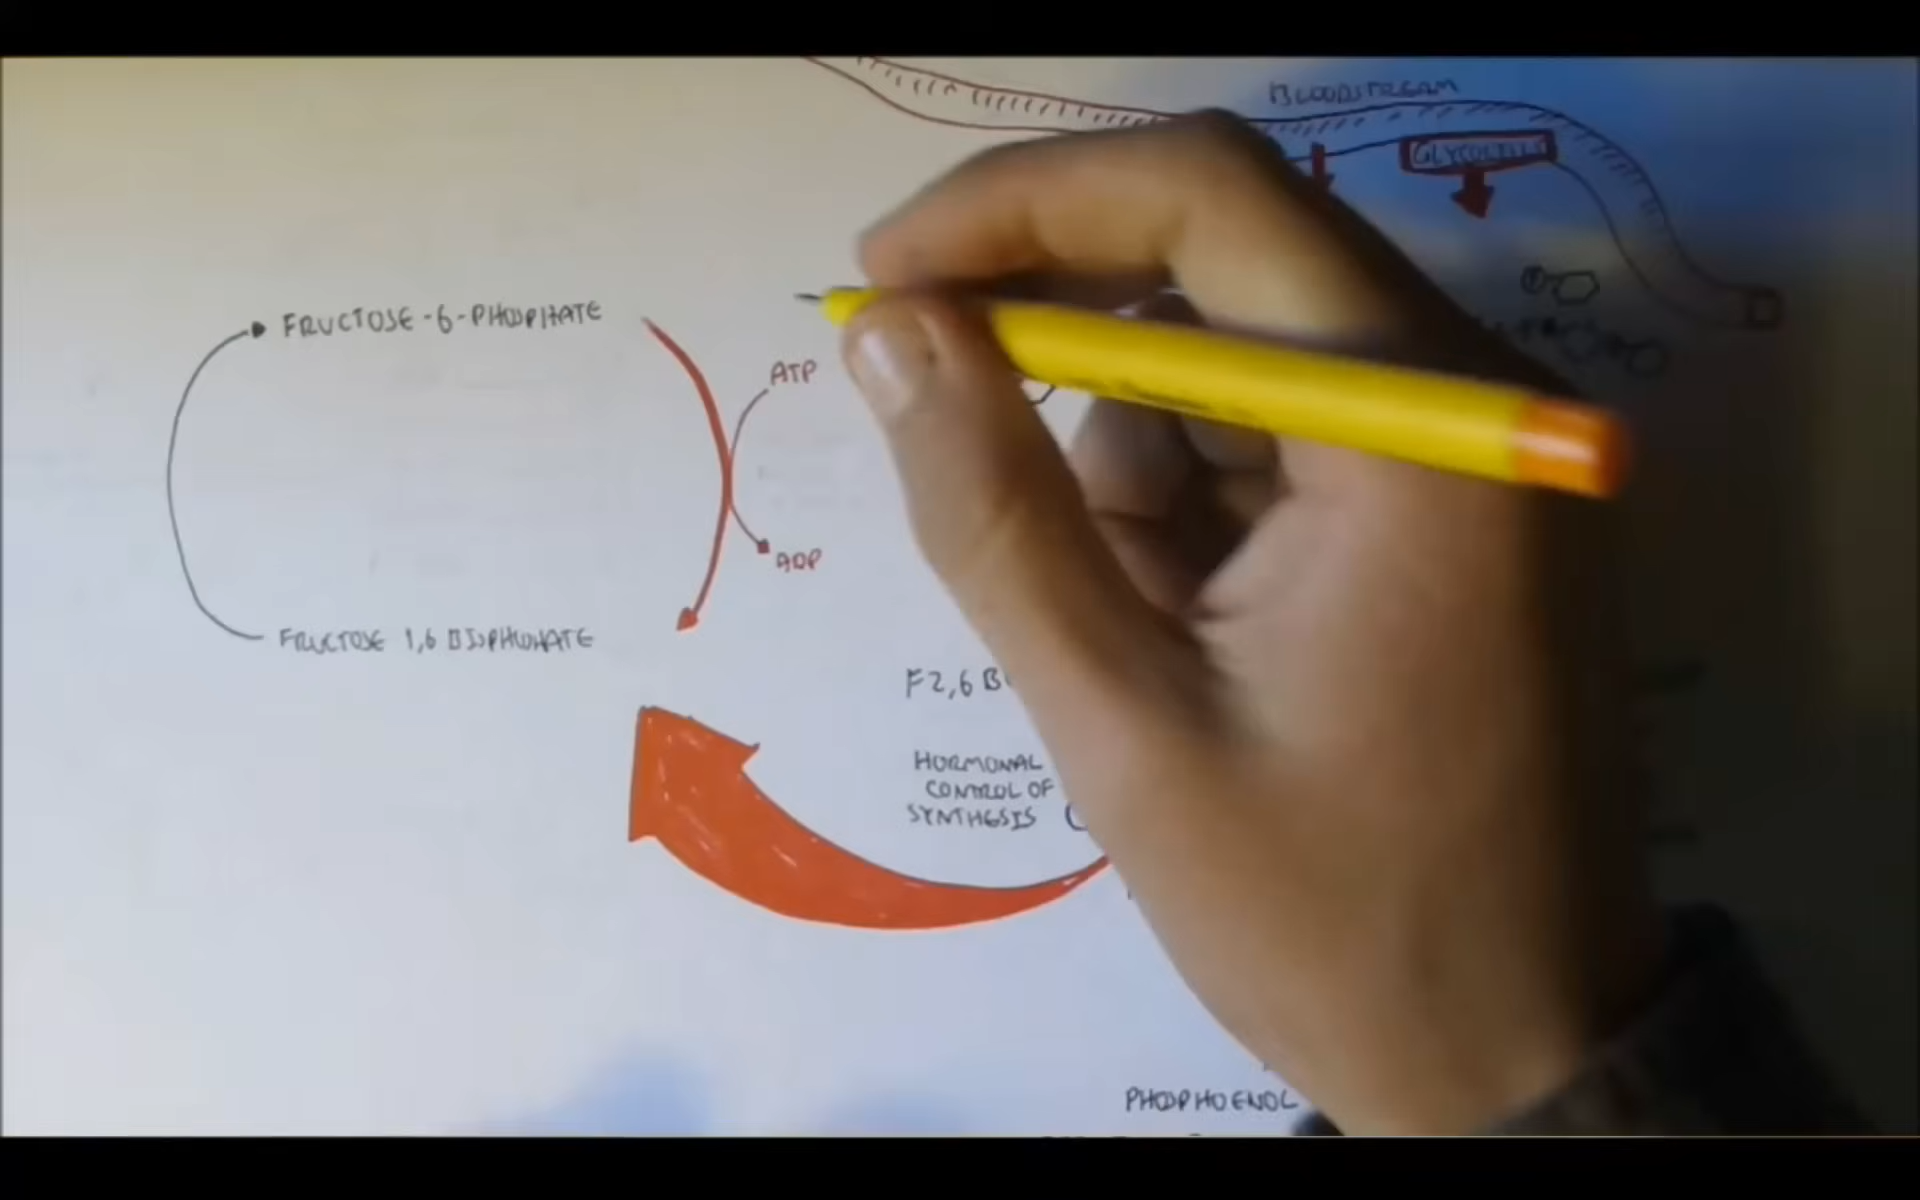 BLOODSTREAM
GLYCOLYSIS
FRUCTOSE-6-PHOSPHATE
ATP
ADP
FRUCTOSE 1,6 BISPHOSPHATE
F2,6 B
HORMONAL
CONTROL OF
SYNTHESIS
PHOSPHOENOL